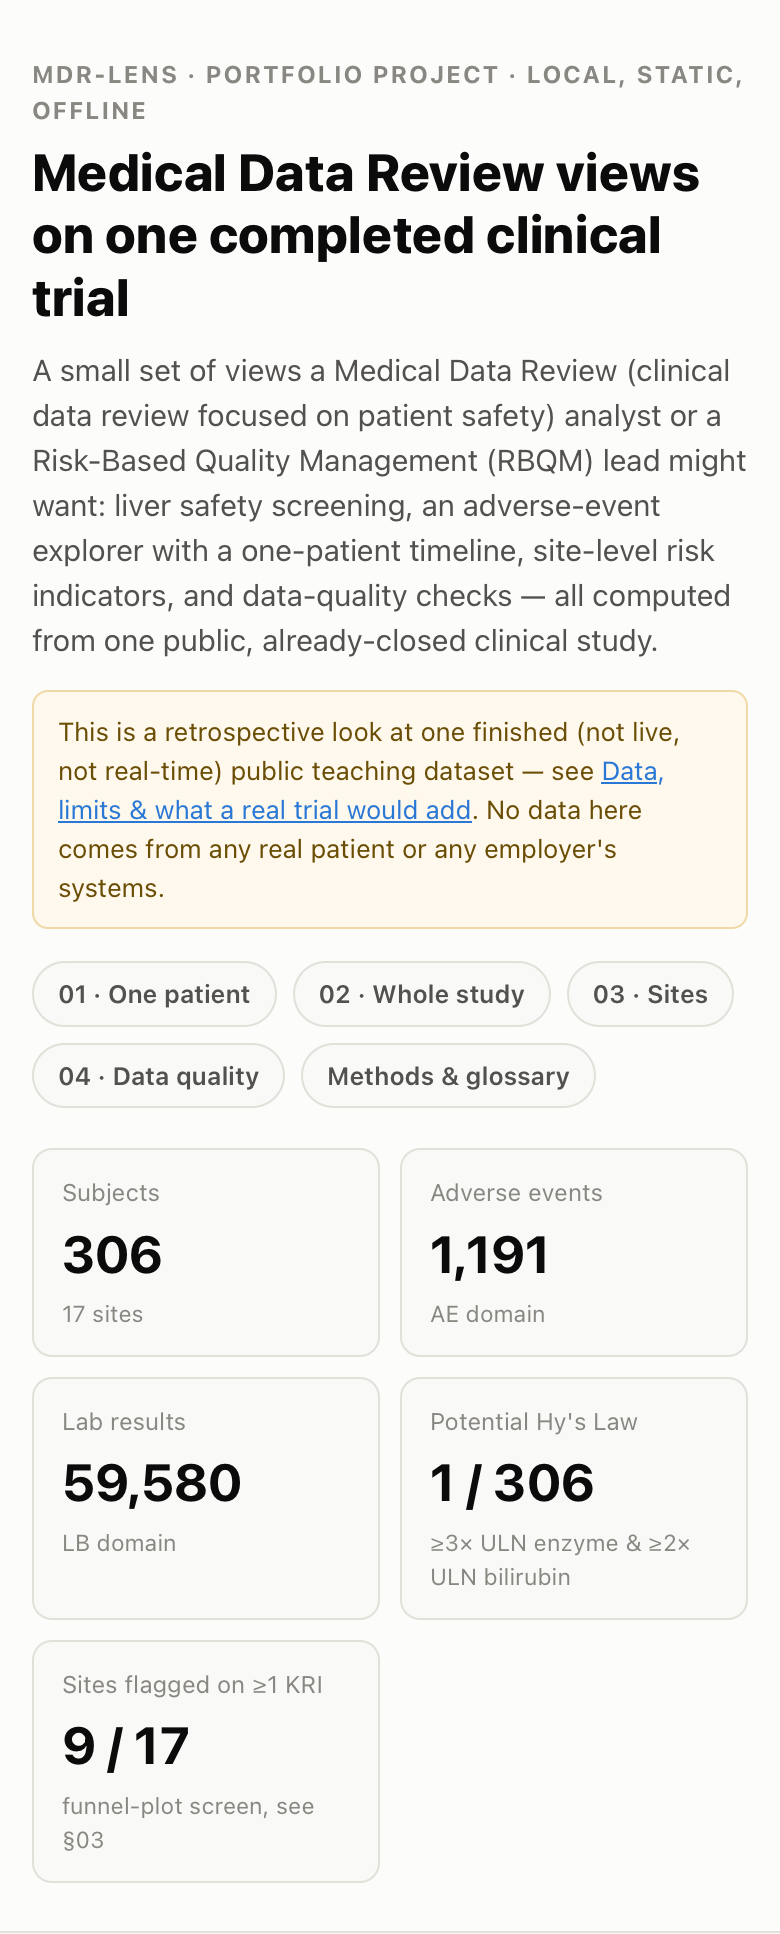 MDR-LENS · PORTFOLIO PROJECT · LOCAL, STATIC,
OFFLINE
Medical Data Review views
on one completed clinical
trial
A small set of views a Medical Data Review (clinical
data review focused on patient safety) analyst or a
Risk-Based Quality Management (RBQM) lead might
want: liver safety screening, an adverse-event
explorer with a one-patient timeline, site-level risk
indicators, and data-quality checks — all computed
from one public, already-closed clinical study.
This is a retrospective look at one finished (not live,
not real-time) public teaching dataset — see Data,
limits & what a real trial would add. No data here
comes from any real patient or any employer's
systems.
01 · One patient
02 · Whole study
03 · Sites
04 · Data quality
Methods & glossary
Subjects
306
17 sites
Adverse events
1,191
AE domain
Lab results
59,580
LB domain
Potential Hy's Law
1 / 306
≥3× ULN enzyme & ≥2×
ULN bilirubin
Sites flagged on ≥1 KRI
9 / 17
funnel-plot screen, see
§03